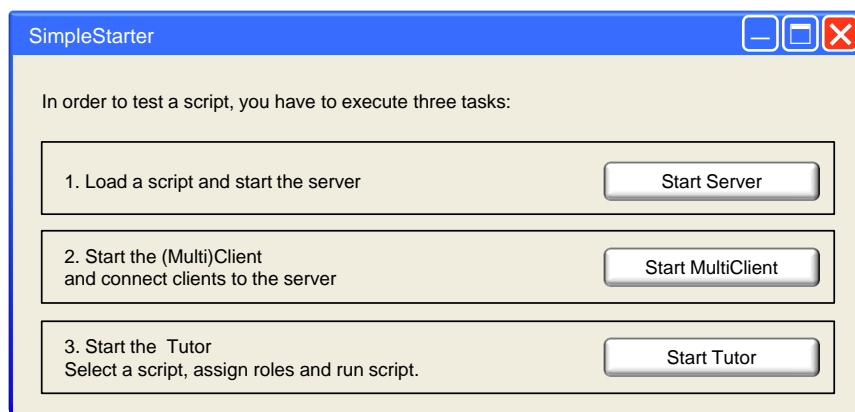 SimpleStarter
In order to test a script, you have to execute three tasks:
1. Load a script and start the server
Start Server
2. Start the (Multi)Client
and connect clients to the server
Start MultiClient
3. Start the  Tutor
Select a script, assign roles and run script.
Start Tutor